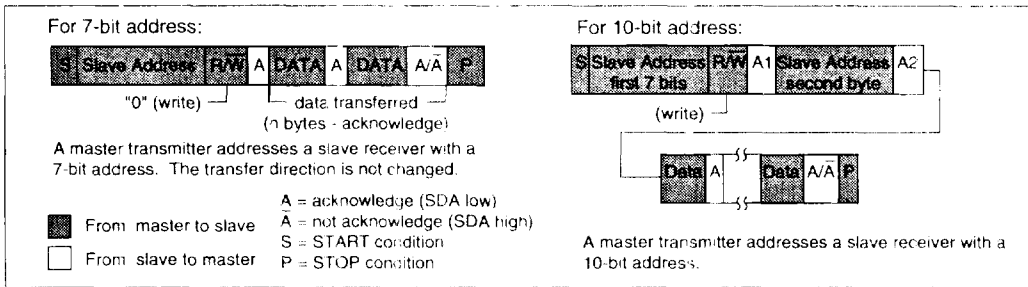 For 7-bit address:
S Slave Address R/W̅ A DATA A DATA A/A̅ P
"0" (write)
data transferred
(n bytes - acknowledge)
A master transmitter addresses a slave receiver with a
7-bit address. The transfer direction is not changed.
From master to slave
From slave to master
A = acknowledge (SDA low)
A̅ = not acknowledge (SDA high)
S = START condition
P = STOP condition
For 10-bit address:
S Slave Address first 7 bits R/W̅ A1 Slave Address second byte A2
(write)
Data A Data A/A̅ P
A master transmitter addresses a slave receiver with a
10-bit address.